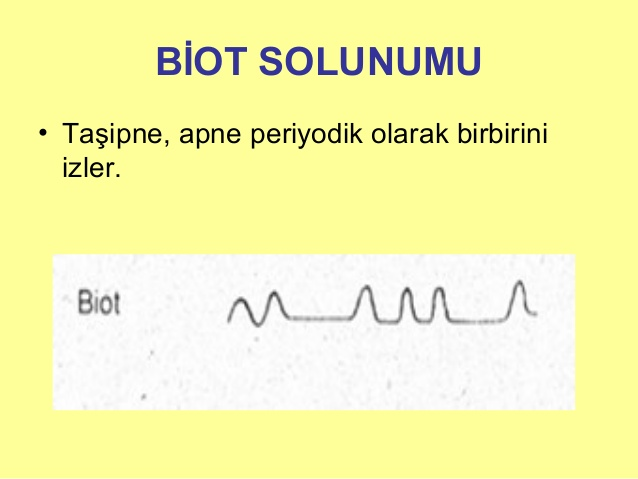 BİOT SOLUNUMU
• Taşipne, apne periyodik olarak birbirini
izler.
Biot